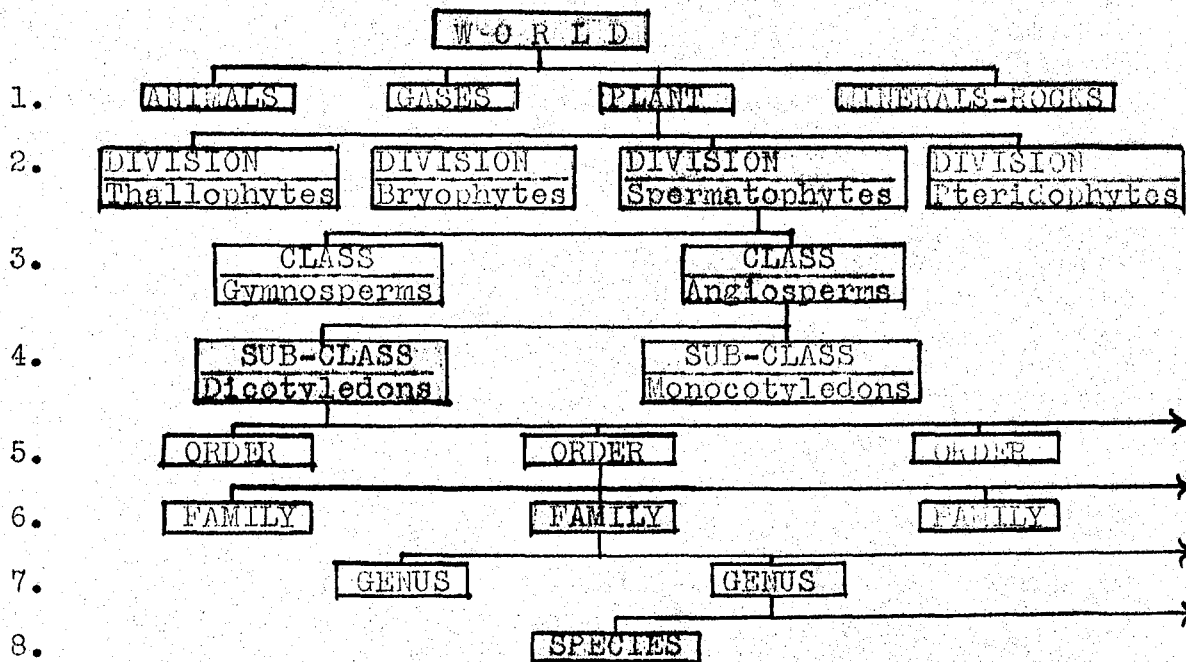 W O R L D
1. ANIMALS GASES PLANT MINERALS-ROCKS
2. DIVISION DIVISION DIVISION DIVISION
Thallophytes Bryophytes Spermatophytes Pteridophytes
3. CLASS CLASS
Gymnosperms Angiosperms
4. SUB-CLASS SUB-CLASS
Dicotyledons Monocotyledons
5. ORDER ORDER ORDER
6. FAMILY FAMILY FAMILY
7. GENUS GENUS
8. SPECIES